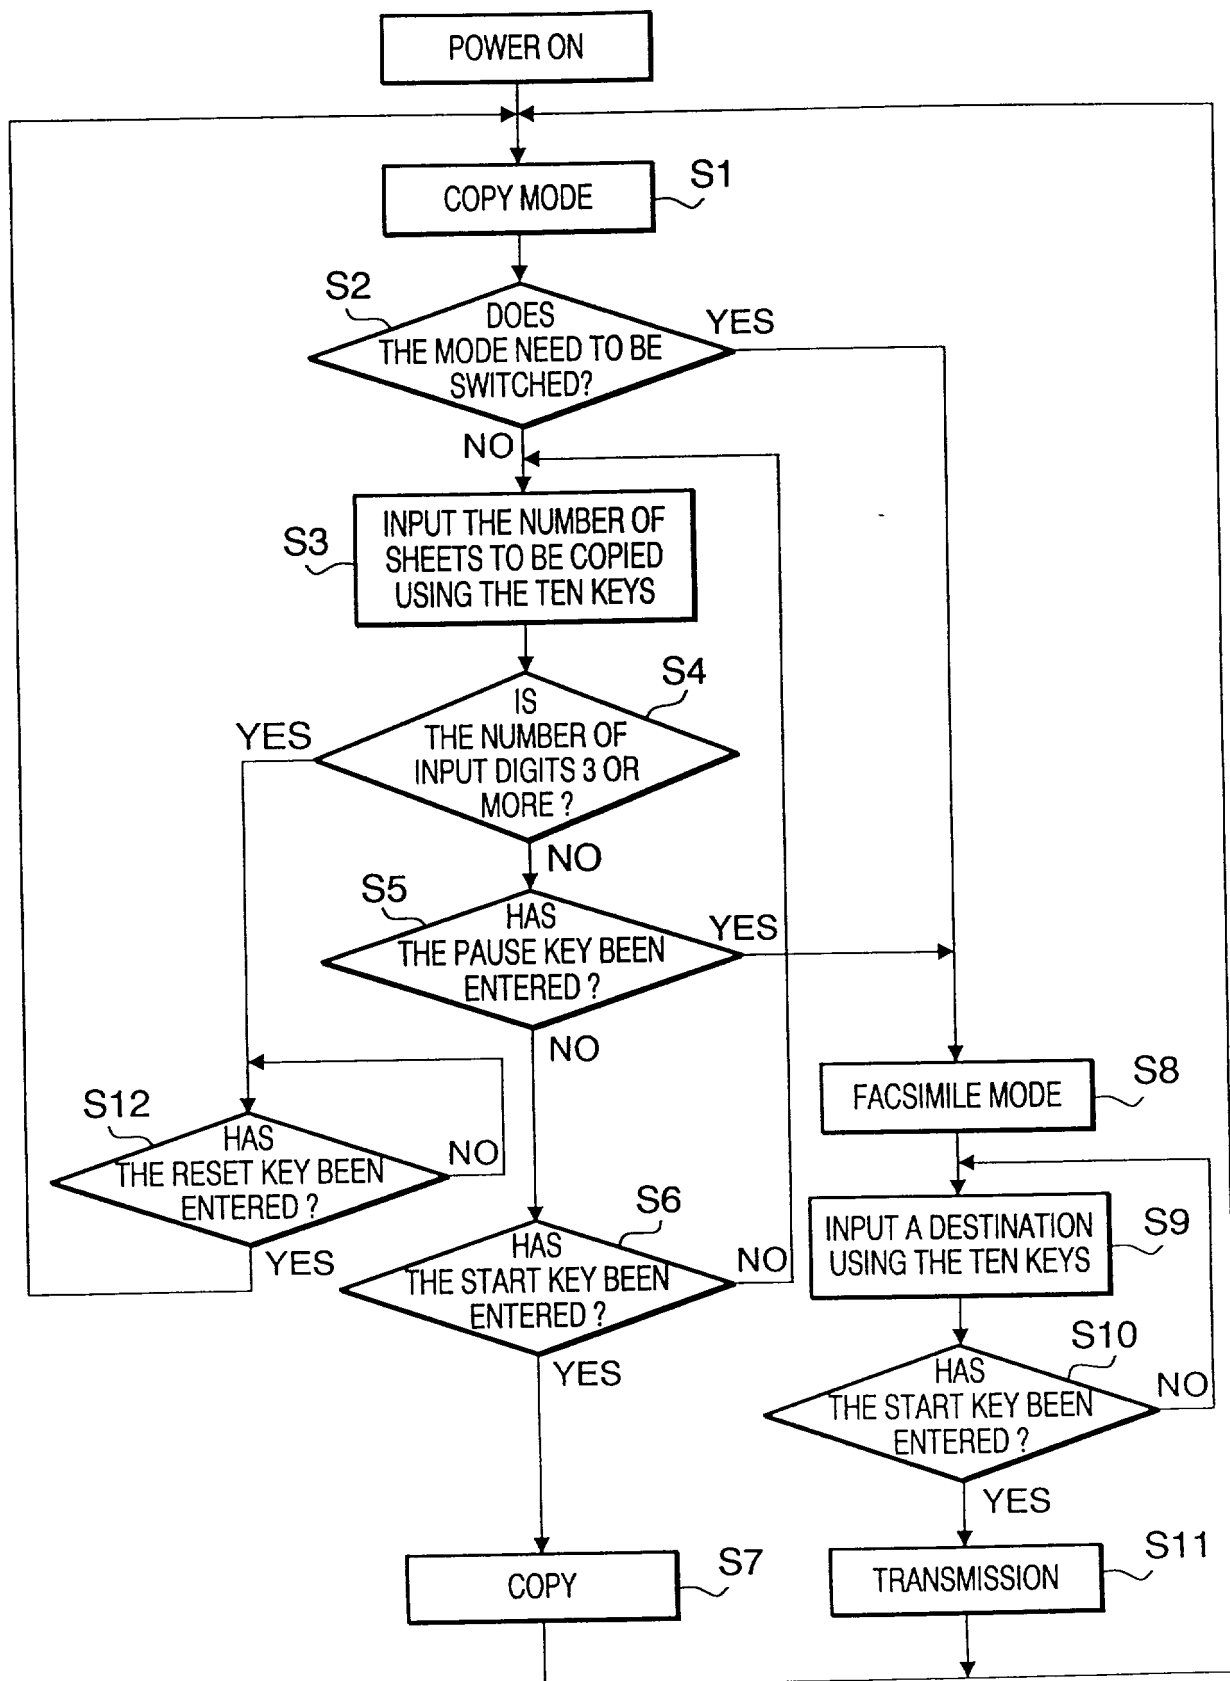 POWER ON
COPY MODE
S1
S2
DOES
THE MODE NEED TO BE
SWITCHED?
YES
NO
S3
INPUT THE NUMBER OF
SHEETS TO BE COPIED
USING THE TEN KEYS
S4
IS
THE NUMBER OF
INPUT DIGITS 3 OR
MORE ?
YES
NO
S5
HAS
THE PAUSE KEY BEEN
ENTERED ?
YES
NO
S12
HAS
THE RESET KEY BEEN
ENTERED ?
NO
YES
S6
HAS
THE START KEY BEEN
ENTERED ?
NO
YES
COPY
S7
FACSIMILE MODE
S8
INPUT A DESTINATION
USING THE TEN KEYS
S9
S10
HAS
THE START KEY BEEN
ENTERED ?
NO
YES
TRANSMISSION
S11